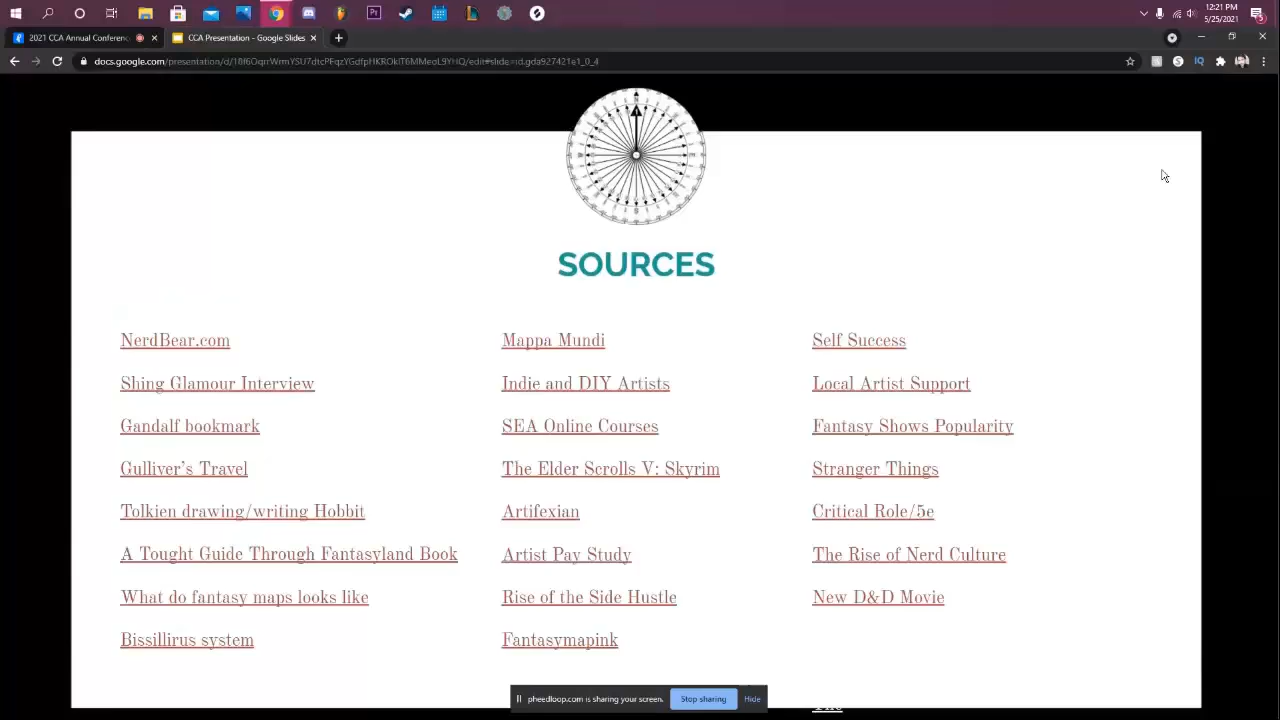 12:21 PM
5/25/2021
2021 CCA Annual Conferenc
CCA Presentation - Google Slides
SOURCES
NerdBear.com
Shing Glamour Interview
Gandalf bookmark
Gulliver's Travel
Tolkien drawing/writing Hobbit
A Tought Guide Through Fantasyland Book
What do fantasy maps looks like
Bissillirus system
Mappa Mundi
Indie and DIY Artists
SEA Online Courses
The Elder Scrolls V: Skyrim
Artifexian
Artist Pay Study
Rise of the Side Hustle
Fantasymapink
Self Success
Local Artist Support
Fantasy Shows Popularity
Stranger Things
Critical Role/5e
The Rise of Nerd Culture
New D&D Movie
pheedloop.com is sharing your screen.
Stop sharing
Hide